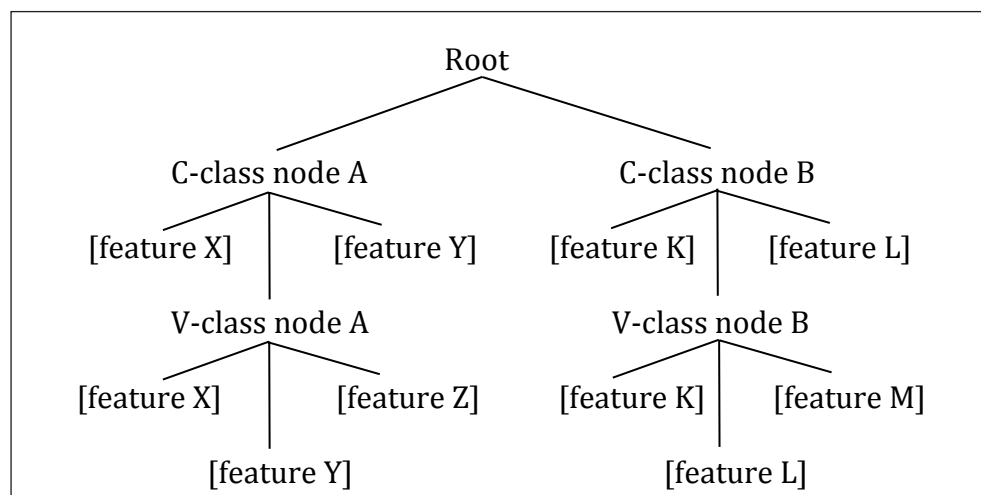 Root
C-class node A C-class node B
[feature X] [feature Y] [feature K] [feature L]
V-class node A V-class node B
[feature X] [feature Z] [feature K] [feature M]
[feature Y] [feature L]